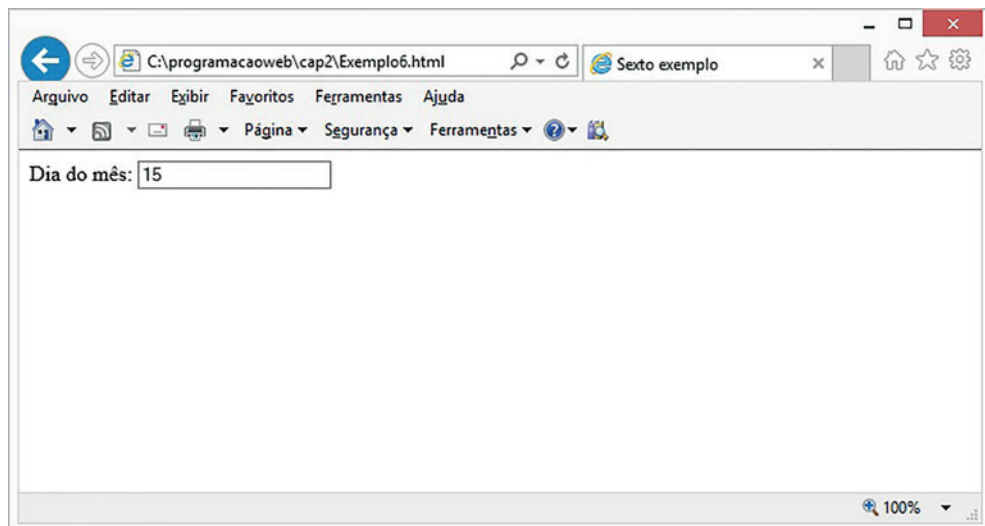 C:\programacaoweb\cap2\Exemplo6.html
Sexto exemplo
Arquivo Editar Exibir Favoritos Ferramentas Ajuda
Página Segurança Ferramentas
Dia do mês: 15
100%